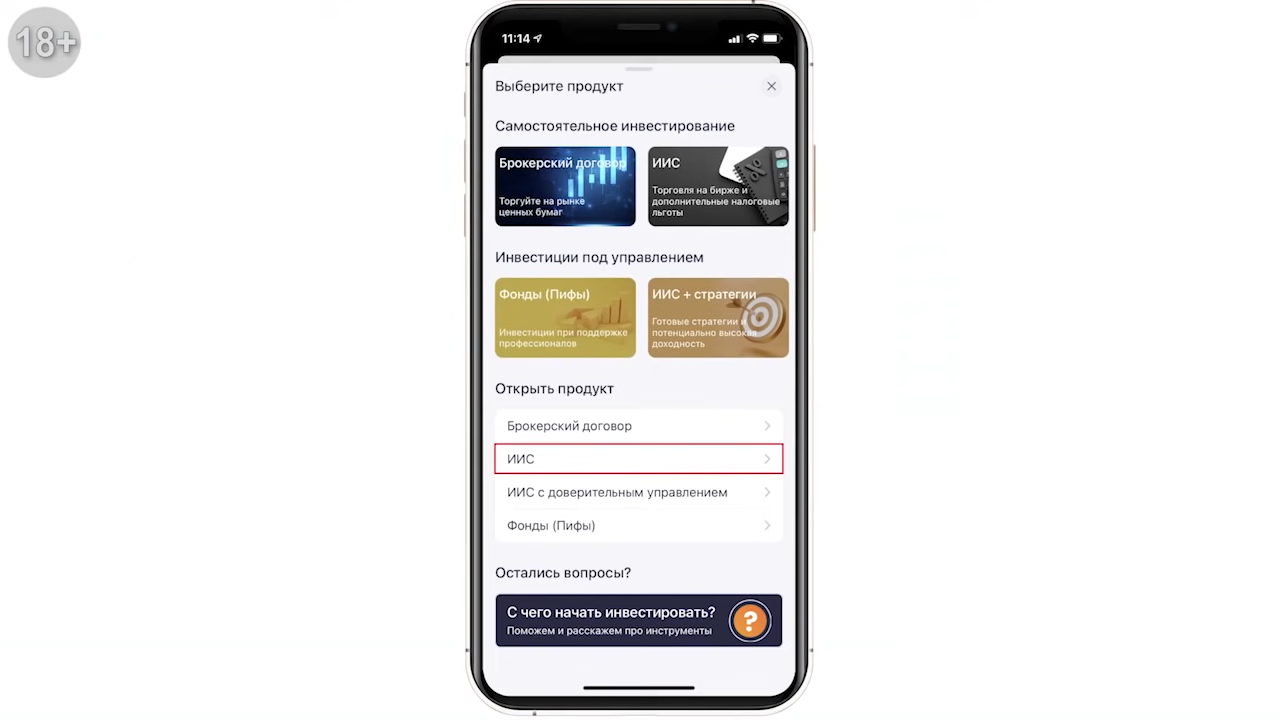 18+
11:14
Выберите продукт
Самостоятельное инвестирование
Брокерский договор
Торгуйте на рынке
ценных бумаг
ИИС
Торговля на бирже и
дополнительные налоговые
льготы
Инвестиции под управлением
Фонды (Пифы)
Инвестиции при поддержке
профессионалов
ИИС + стратегии
Готовые стратегии и
потенциально высокая
доходность
Открыть продукт
Брокерский договор
ИИС
ИИС с доверительным управлением
Фонды (Пифы)
Остались вопросы?
С чего начать инвестировать?
Поможем и расскажем про инструменты
?